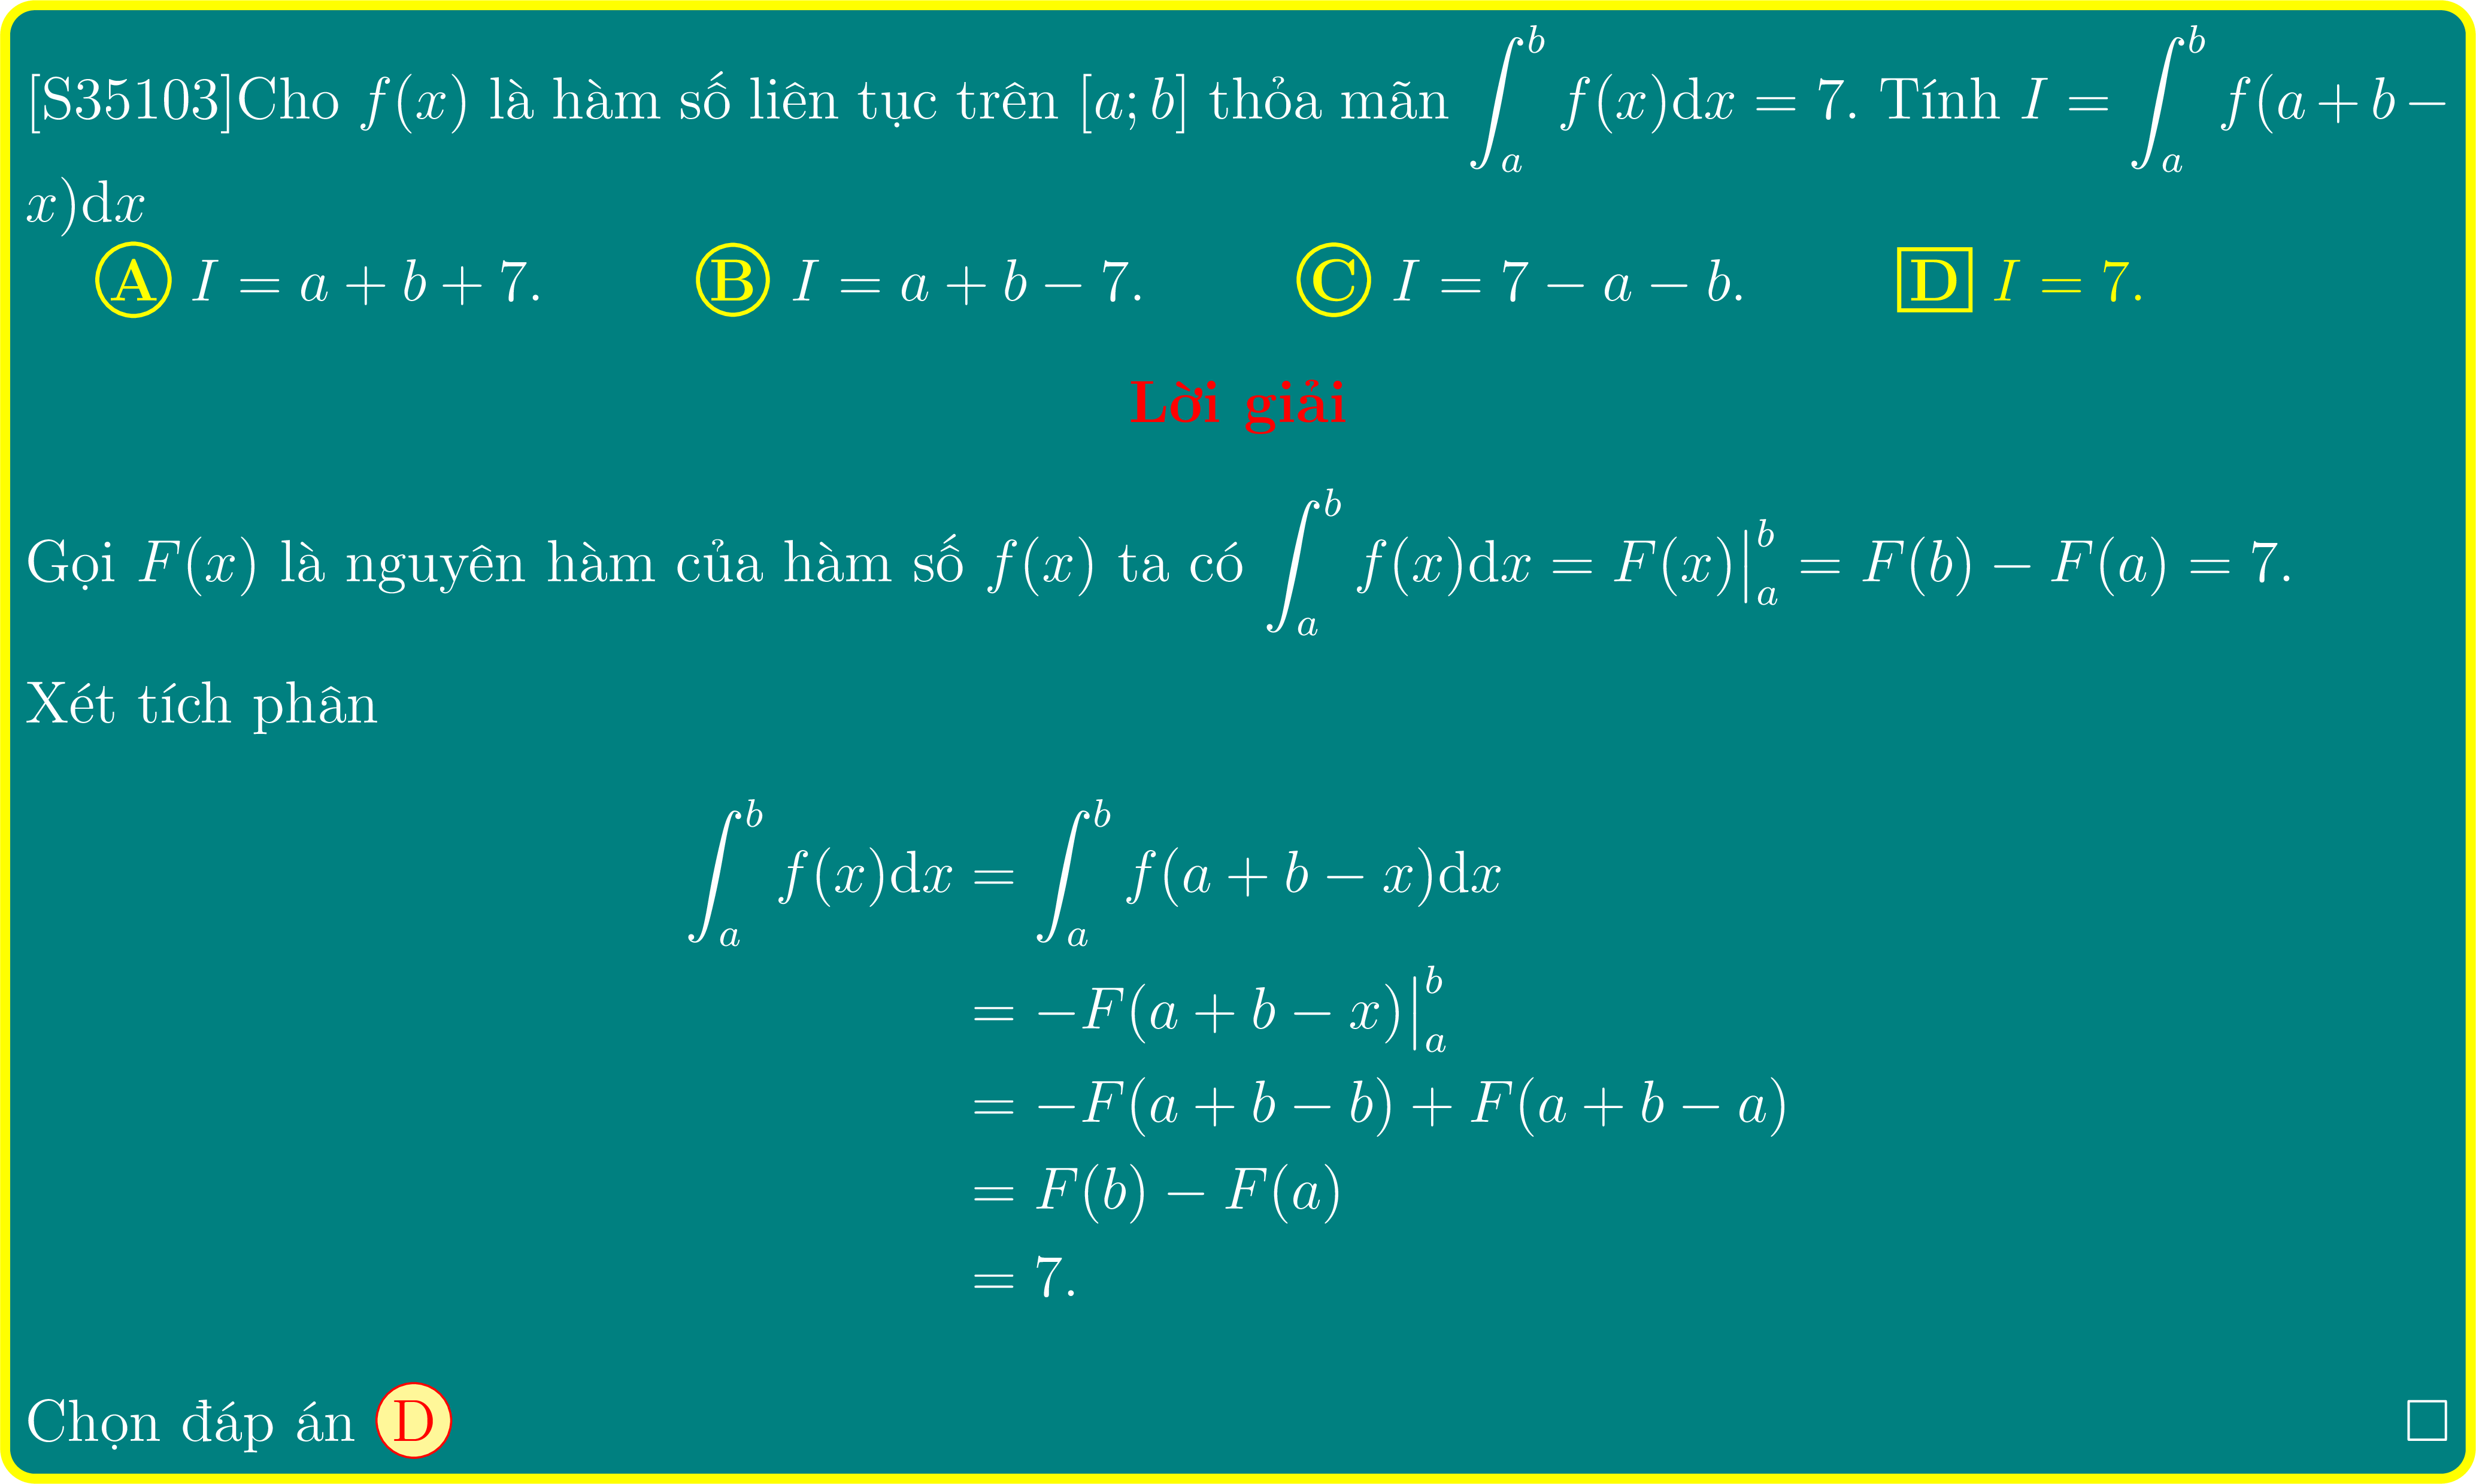 [S35103]Cho $f(x)$ là hàm số liên tục trên $[a; b]$ thỏa mãn $\int_a^b f(x)\mathrm{d}x = 7$. Tính $I = \int_a^b f(a + b -$
$x)\mathrm{d}x$
Ⓐ $I = a + b + 7$. Ⓑ $I = a + b - 7$. Ⓒ $I = 7 - a - b$. D $I = 7$.
Lời giải
Gọi $F(x)$ là nguyên hàm của hàm số $f(x)$ ta có $\int_a^b f(x)\mathrm{d}x = F(x)\Big|_a^b = F(b) - F(a) = 7$.
Xét tích phân
$\int_a^b f(x)\mathrm{d}x = \int_a^b f(a + b - x)\mathrm{d}x$
$= -F(a + b - x)\Big|_a^b$
$= -F(a + b - b) + F(a + b - a)$
$= F(b) - F(a)$
$= 7.$
Chọn đáp án D □